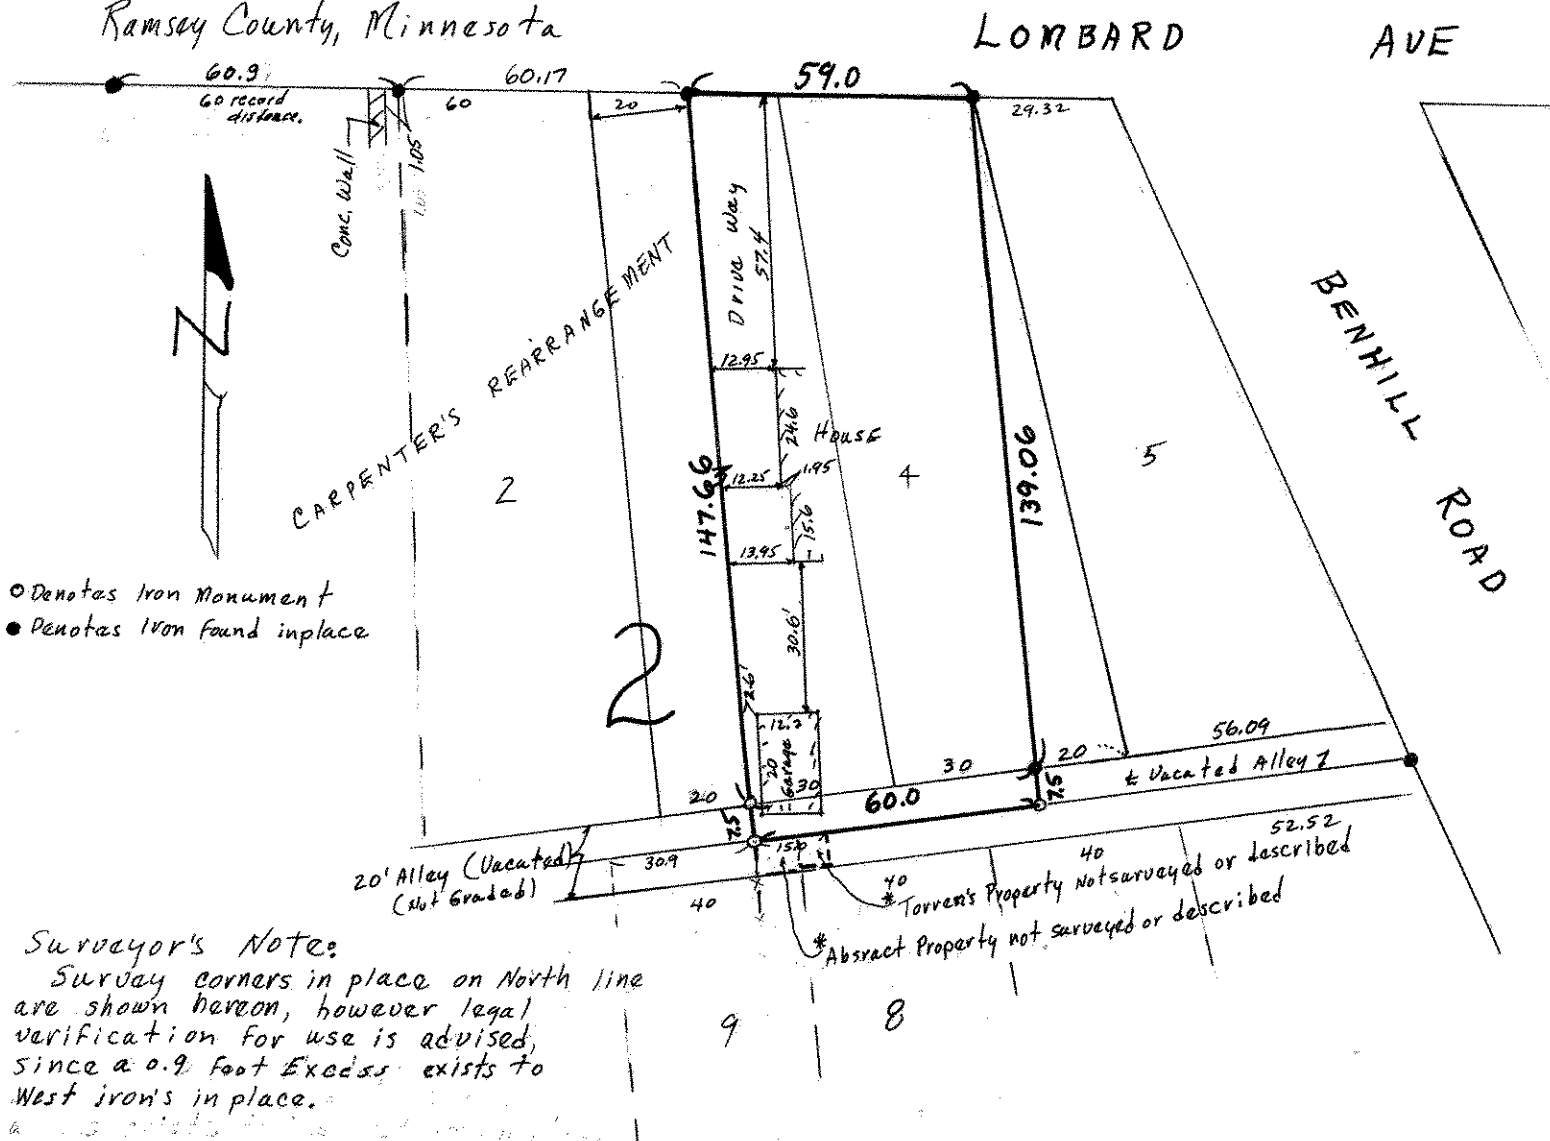 Ramsey County, Minnesota
LOMBARD AVE
60.9
60 record
distance.
60.17
60
20
59.0
29.32
Conc. Wall
1.05
Drive Way
57.4
N
CARPENTER'S REARRANGEMENT
12.95
24.6
HOUSE
12.25
1.95
15.6
13.95
147.66
139.06
2
4
5
BENHILL ROAD
o Denotes Iron Monument
● Denotes Iron found inplace
2
30.6'
2.6'
12.2
20
Garage
30
20
7.5
60.0
30
20
7.5
56.09
Vacated Alley
20' Alley (Vacated)
(Not Graded)
30.9
15.0
40
40
40
52.52
* Torren's Property Not surveyed or described
* Absract Property not surveyed or described
9
8
Surveyor's Note:
Survey corners in place on North line
are shown hereon, however legal
verification for use is advised,
since a 0.9 foot Excess exists to
West iron's in place.